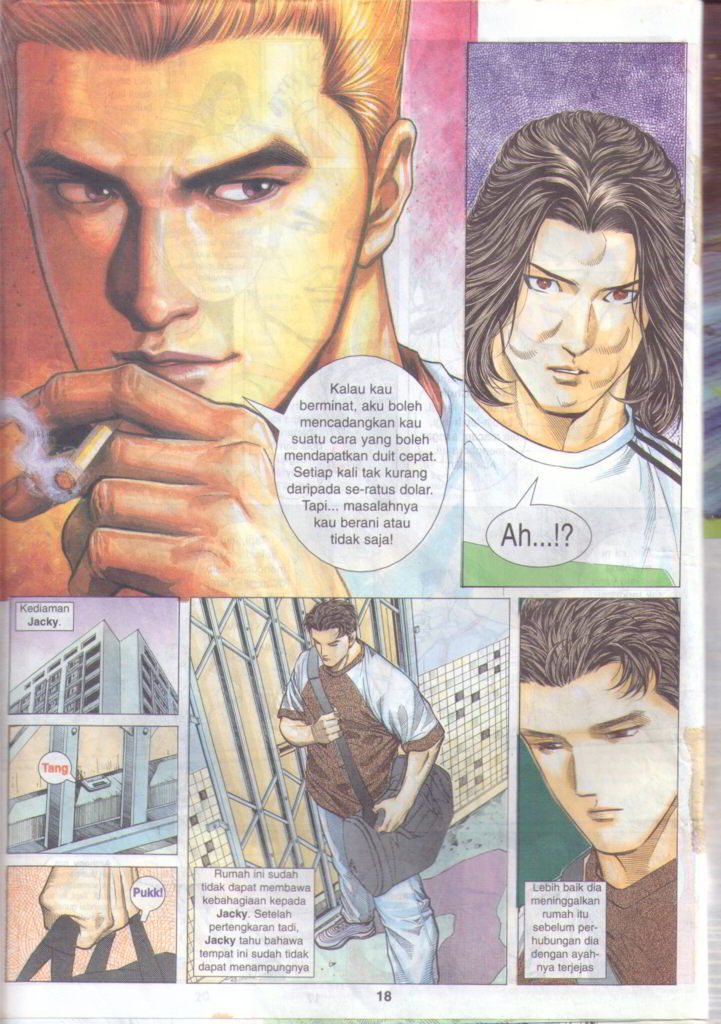 Kalau kau
berminat, aku boleh
mencadangkan kau
suatu cara yang boleh
mendapatkan duit cepat.
Setiap kali tak kurang
daripada se-ratus dolar.
Tapi... masalahnya
kau berani atau
tidak saja!
Ah...!?
Kediaman
Jacky.
Tang
Pukk!
Rumah ini sudah
tidak dapat membawa
kebahagiaan kepada
Jacky. Setelah
pertengkaran tadi,
Jacky tahu bahawa
tempat ini sudah tidak
dapat menampungnya
Lebih baik dia
meninggalkan
rumah itu
sebelum per-
hubungan dia
dengan ayah-
nya terjejas
18